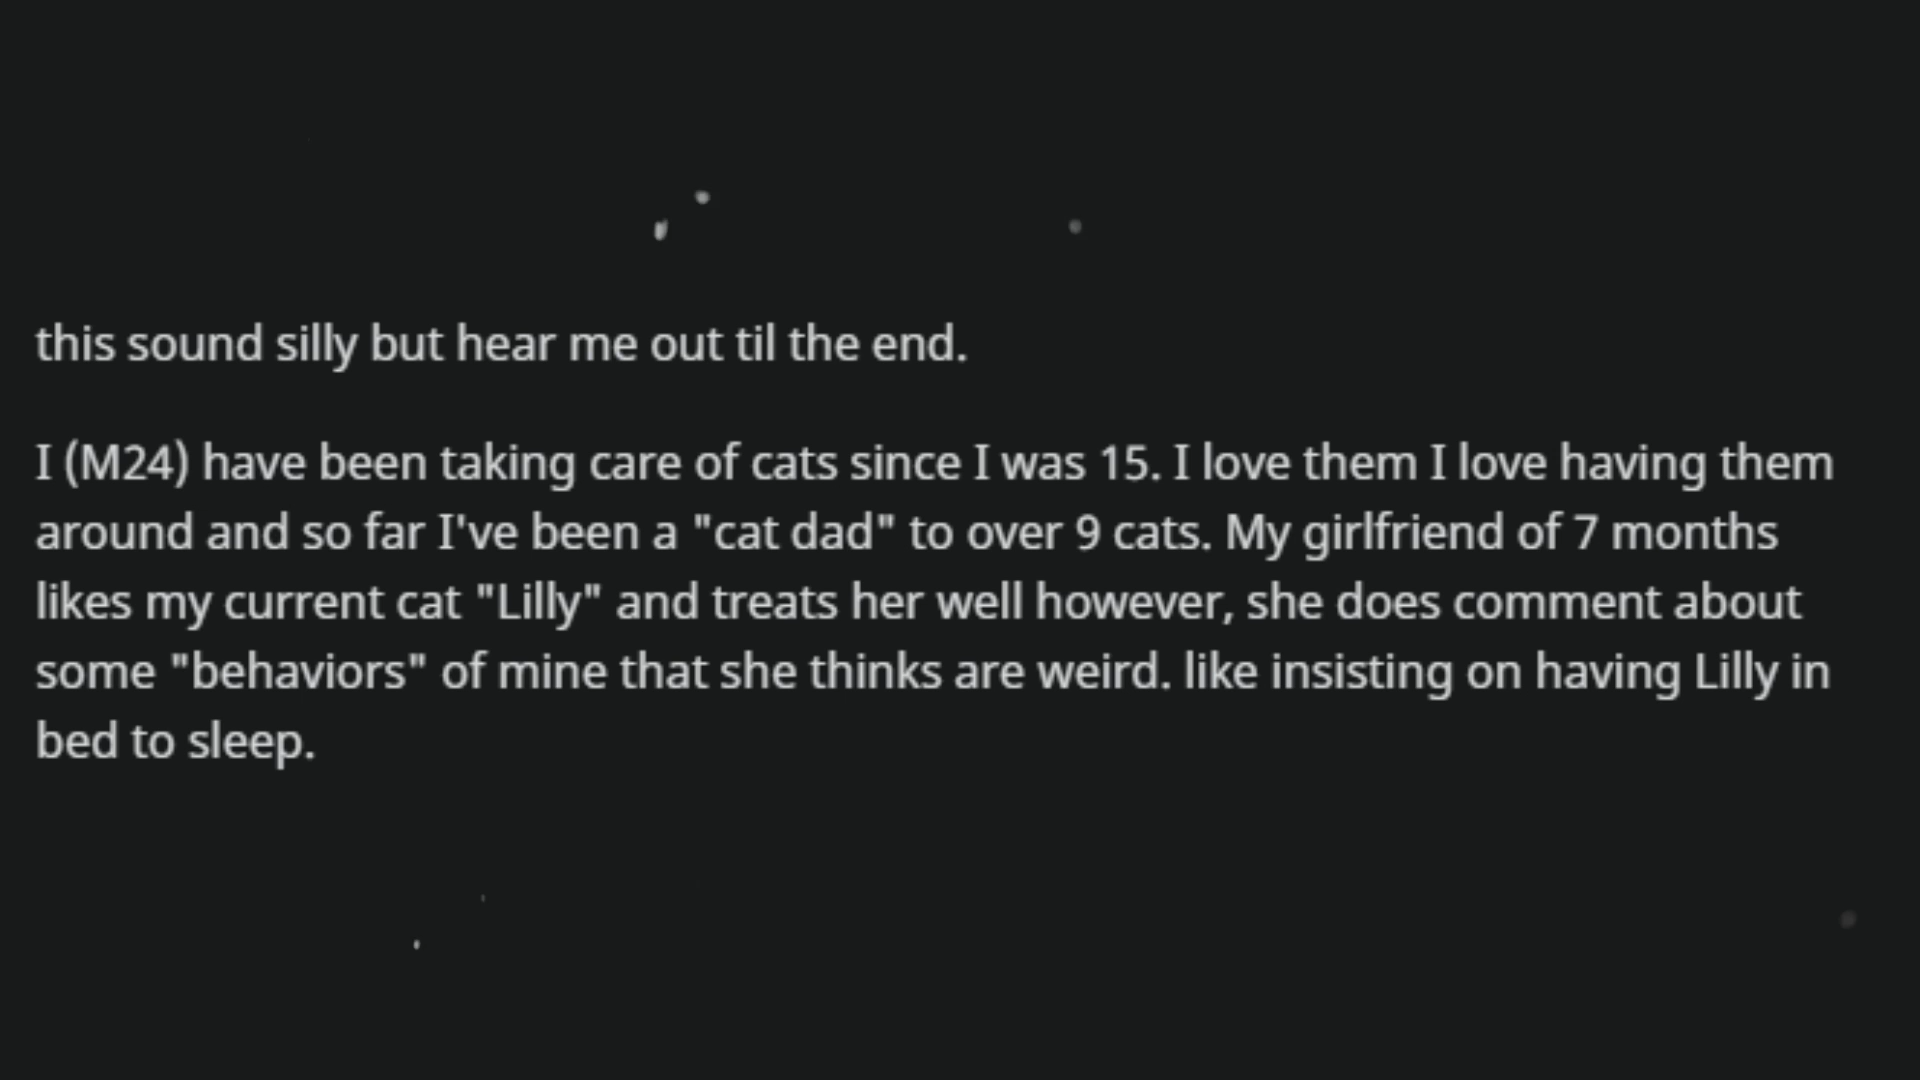 this sound silly but hear me out til the end.
I (M24) have been taking care of cats since I was 15. I love them I love having them
around and so far I've been a "cat dad" to over 9 cats. My girlfriend of 7 months
likes my current cat "Lilly" and treats her well however, she does comment about
some "behaviors" of mine that she thinks are weird. like insisting on having Lilly in
bed to sleep.